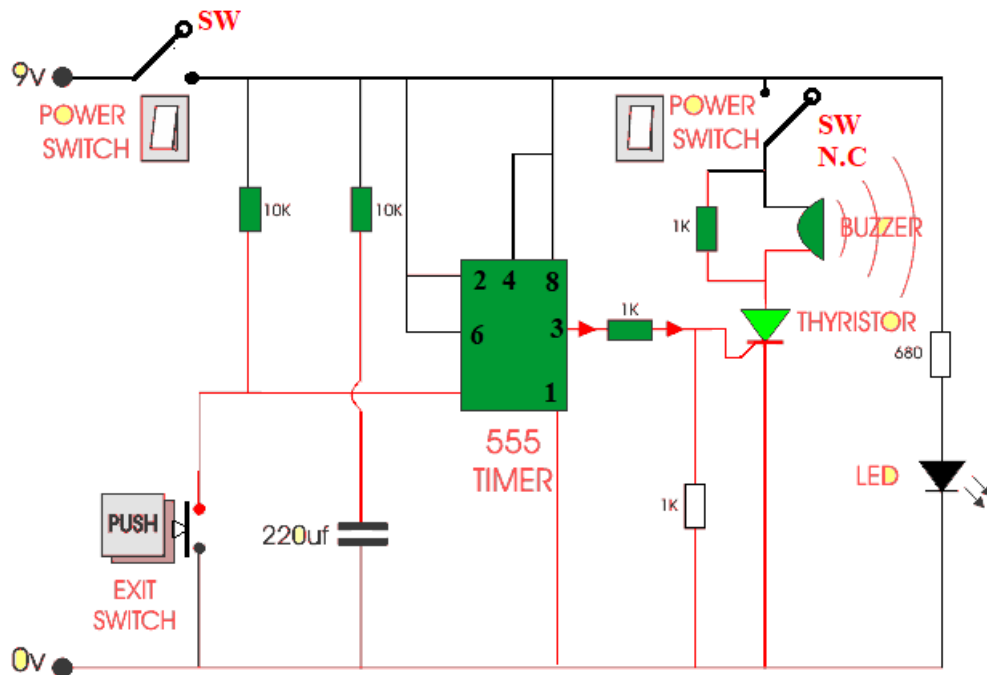 SW
9v
POWER
SWITCH
POWER
SWITCH
SW
N.C
10K
10K
1K
BUZZER
2 4 8
6
3
1
1K
THYRISTOR
680
555
TIMER
LED
1K
PUSH
220uf
EXIT
SWITCH
0v